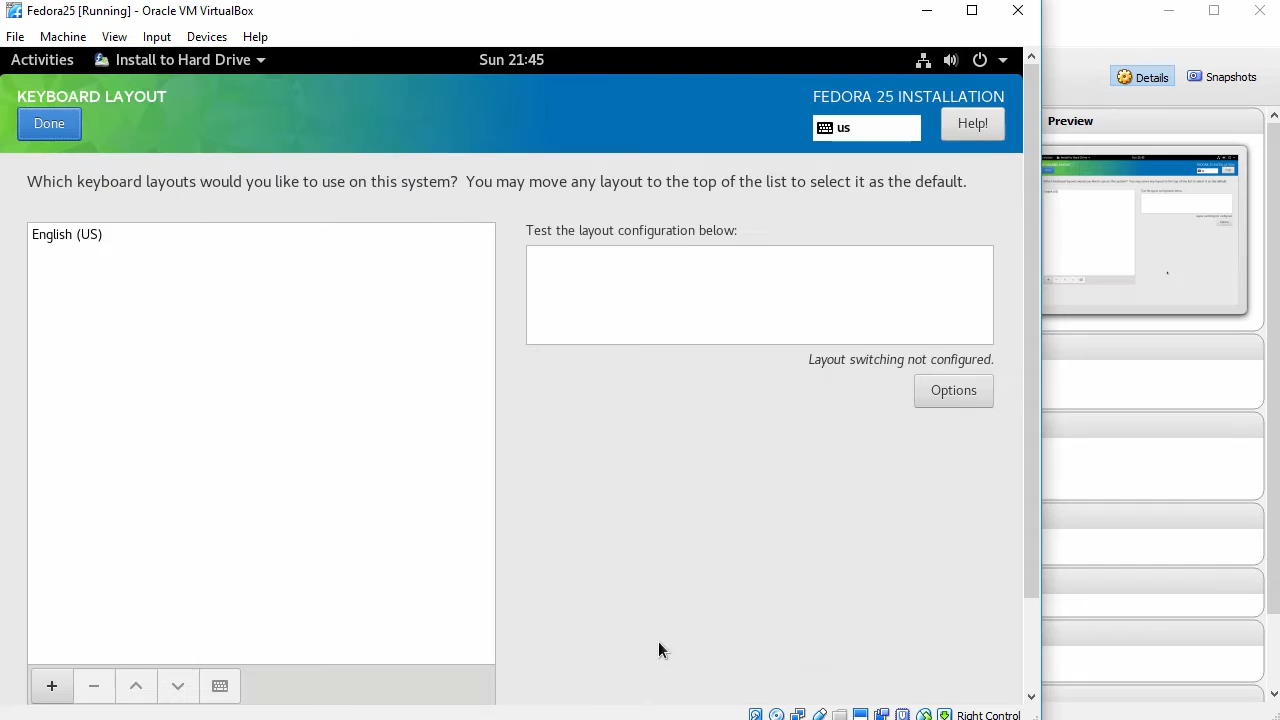 Fedora25 [Running] - Oracle VM VirtualBox
File Machine View Input Devices Help
Details Snapshots
Activities Install to Hard Drive Sun 21:45
KEYBOARD LAYOUT FEDORA 25 INSTALLATION
Done us Help!
Preview
Which keyboard layouts would you like to use on this system? You may move any layout to the top of the list to select it as the default.
English (US)
Test the layout configuration below:
Layout switching not configured.
Options
Right Control